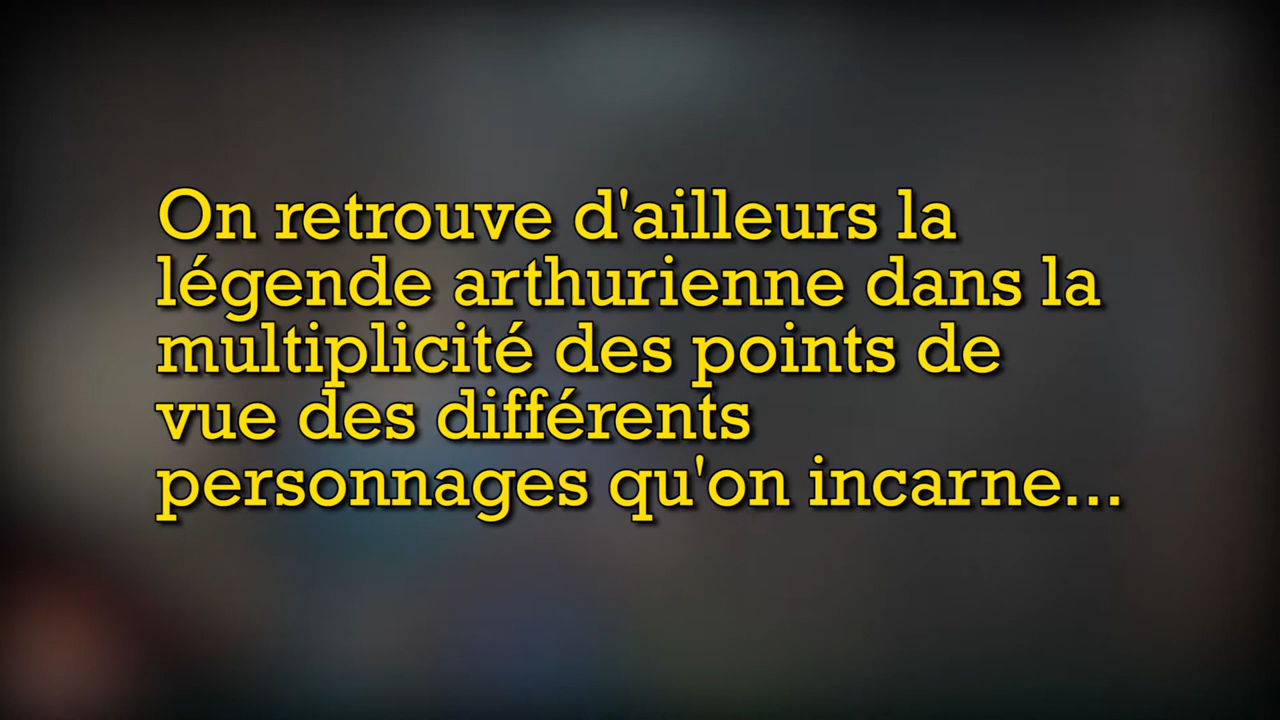 On retrouve d'ailleurs la
légende arthurienne dans la
multiplicité des points de
vue des différents
personnages qu'on incarne...